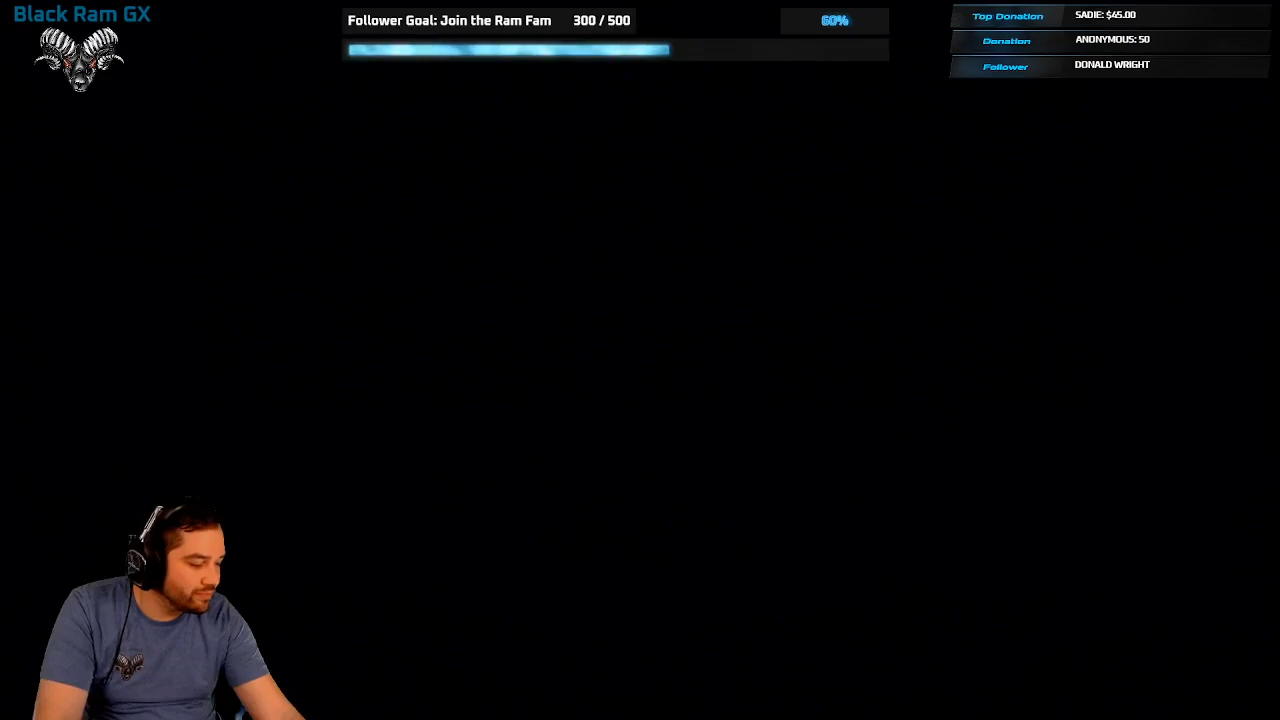 Black Ram GX
Follower Goal: Join the Ram Fam 300 / 500 60%
Top Donation SADIE: $45.00
Donation ANONYMOUS: 50
Follower DONALD WRIGHT